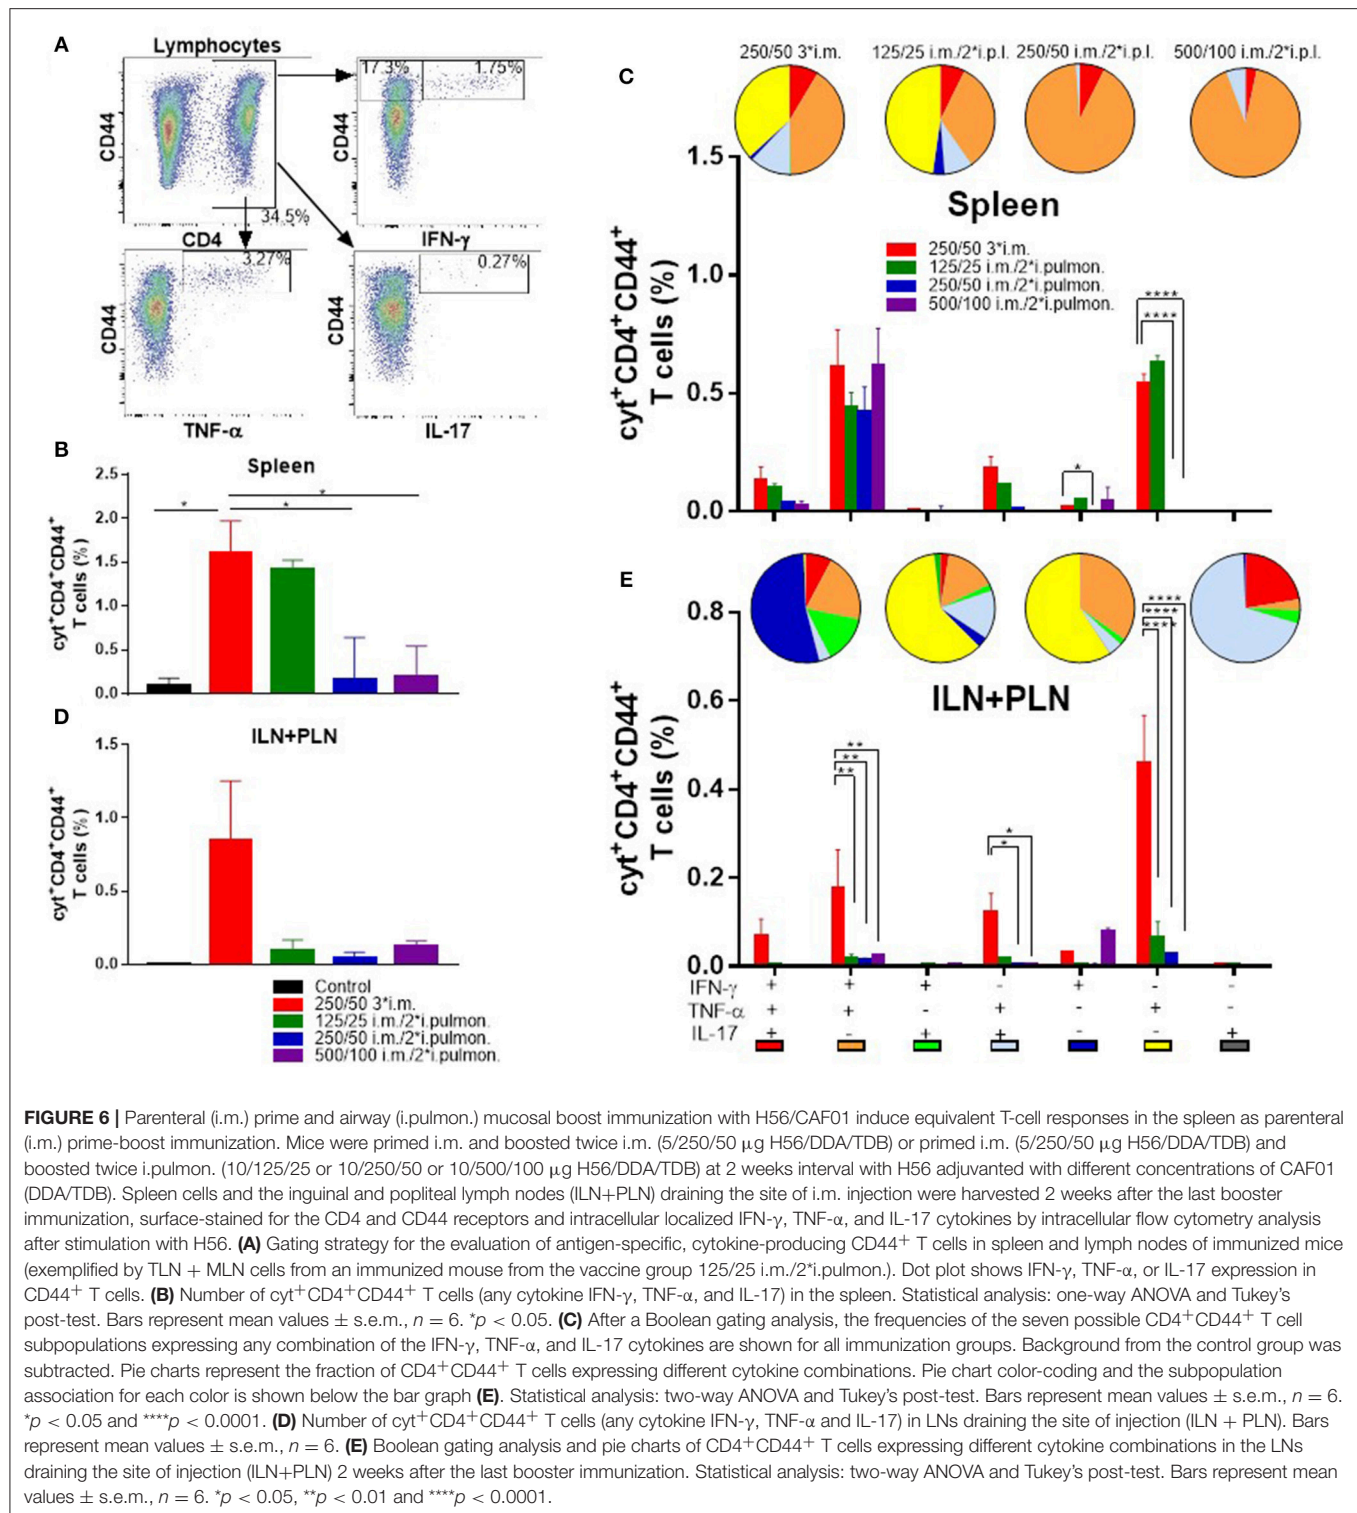 A
Lymphocytes
17.3%
1.75%
CD44
CD44
34.5%
CD4
IFN-γ
3.27%
0.27%
CD44
CD44
TNF-α
IL-17
B
Spleen
cyt+CD4+CD44+
T cells (%)
2.5
2.0
1.5
1.0
0.5
0.0
*
*
*
D
ILN+PLN
cyt+CD4+CD44+
T cells (%)
1.5
1.0
0.5
0.0
Control
250/50 3*i.m.
125/25 i.m./2*i.pulmon.
250/50 i.m./2*i.pulmon.
500/100 i.m./2*i.pulmon.
C
250/50 3*i.m.
125/25 i.m./2*i.p.l.
250/50 i.m./2*i.p.l.
500/100 i.m./2*i.p.l.
Spleen
cyt+CD4+CD44+
T cells (%)
1.5
1.0
0.5
0.0
250/50 3*i.m.
125/25 i.m./2*i.pulmon.
250/50 i.m./2*i.pulmon.
500/100 i.m./2*i.pulmon.
*
****
****
E
ILN+PLN
cyt+CD4+CD44+
T cells (%)
0.8
0.6
0.4
0.2
0.0
**
**
**
*
*
****
****
****
IFN-γ + + + - + - -
TNF-α + + - + - + -
IL-17 + - + + - - +
FIGURE 6 | Parenteral (i.m.) prime and airway (i.pulmon.) mucosal boost immunization with H56/CAF01 induce equivalent T-cell responses in the spleen as parenteral
(i.m.) prime-boost immunization. Mice were primed i.m. and boosted twice i.m. (5/250/50 μg H56/DDA/TDB) or primed i.m. (5/250/50 μg H56/DDA/TDB) and
boosted twice i.pulmon. (10/125/25 or 10/250/50 or 10/500/100 μg H56/DDA/TDB) at 2 weeks interval with H56 adjuvanted with different concentrations of CAF01
(DDA/TDB). Spleen cells and the inguinal and popliteal lymph nodes (ILN+PLN) draining the site of i.m. injection were harvested 2 weeks after the last booster
immunization, surface-stained for the CD4 and CD44 receptors and intracellular localized IFN-γ, TNF-α, and IL-17 cytokines by intracellular flow cytometry analysis
after stimulation with H56. (A) Gating strategy for the evaluation of antigen-specific, cytokine-producing CD44+ T cells in spleen and lymph nodes of immunized mice
(exemplified by TLN + MLN cells from an immunized mouse from the vaccine group 125/25 i.m./2*i.pulmon.). Dot plot shows IFN-γ, TNF-α, or IL-17 expression in
CD44+ T cells. (B) Number of cyt+CD4+CD44+ T cells (any cytokine IFN-γ, TNF-α, and IL-17) in the spleen. Statistical analysis: one-way ANOVA and Tukey's
post-test. Bars represent mean values ± s.e.m., n = 6. *p < 0.05. (C) After a Boolean gating analysis, the frequencies of the seven possible CD4+CD44+ T cell
subpopulations expressing any combination of the IFN-γ, TNF-α, and IL-17 cytokines are shown for all immunization groups. Background from the control group was
subtracted. Pie charts represent the fraction of CD4+CD44+ T cells expressing different cytokine combinations. Pie chart color-coding and the subpopulation
association for each color is shown below the bar graph (E). Statistical analysis: two-way ANOVA and Tukey's post-test. Bars represent mean values ± s.e.m., n = 6.
*p < 0.05 and ****p < 0.0001. (D) Number of cyt+CD4+CD44+ T cells (any cytokine IFN-γ, TNF-α and IL-17) in LNs draining the site of injection (ILN + PLN). Bars
represent mean values ± s.e.m., n = 6. (E) Boolean gating analysis and pie charts of CD4+CD44+ T cells expressing different cytokine combinations in the LNs
draining the site of injection (ILN+PLN) 2 weeks after the last booster immunization. Statistical analysis: two-way ANOVA and Tukey's post-test. Bars represent mean
values ± s.e.m., n = 6. *p < 0.05, **p < 0.01 and ****p < 0.0001.